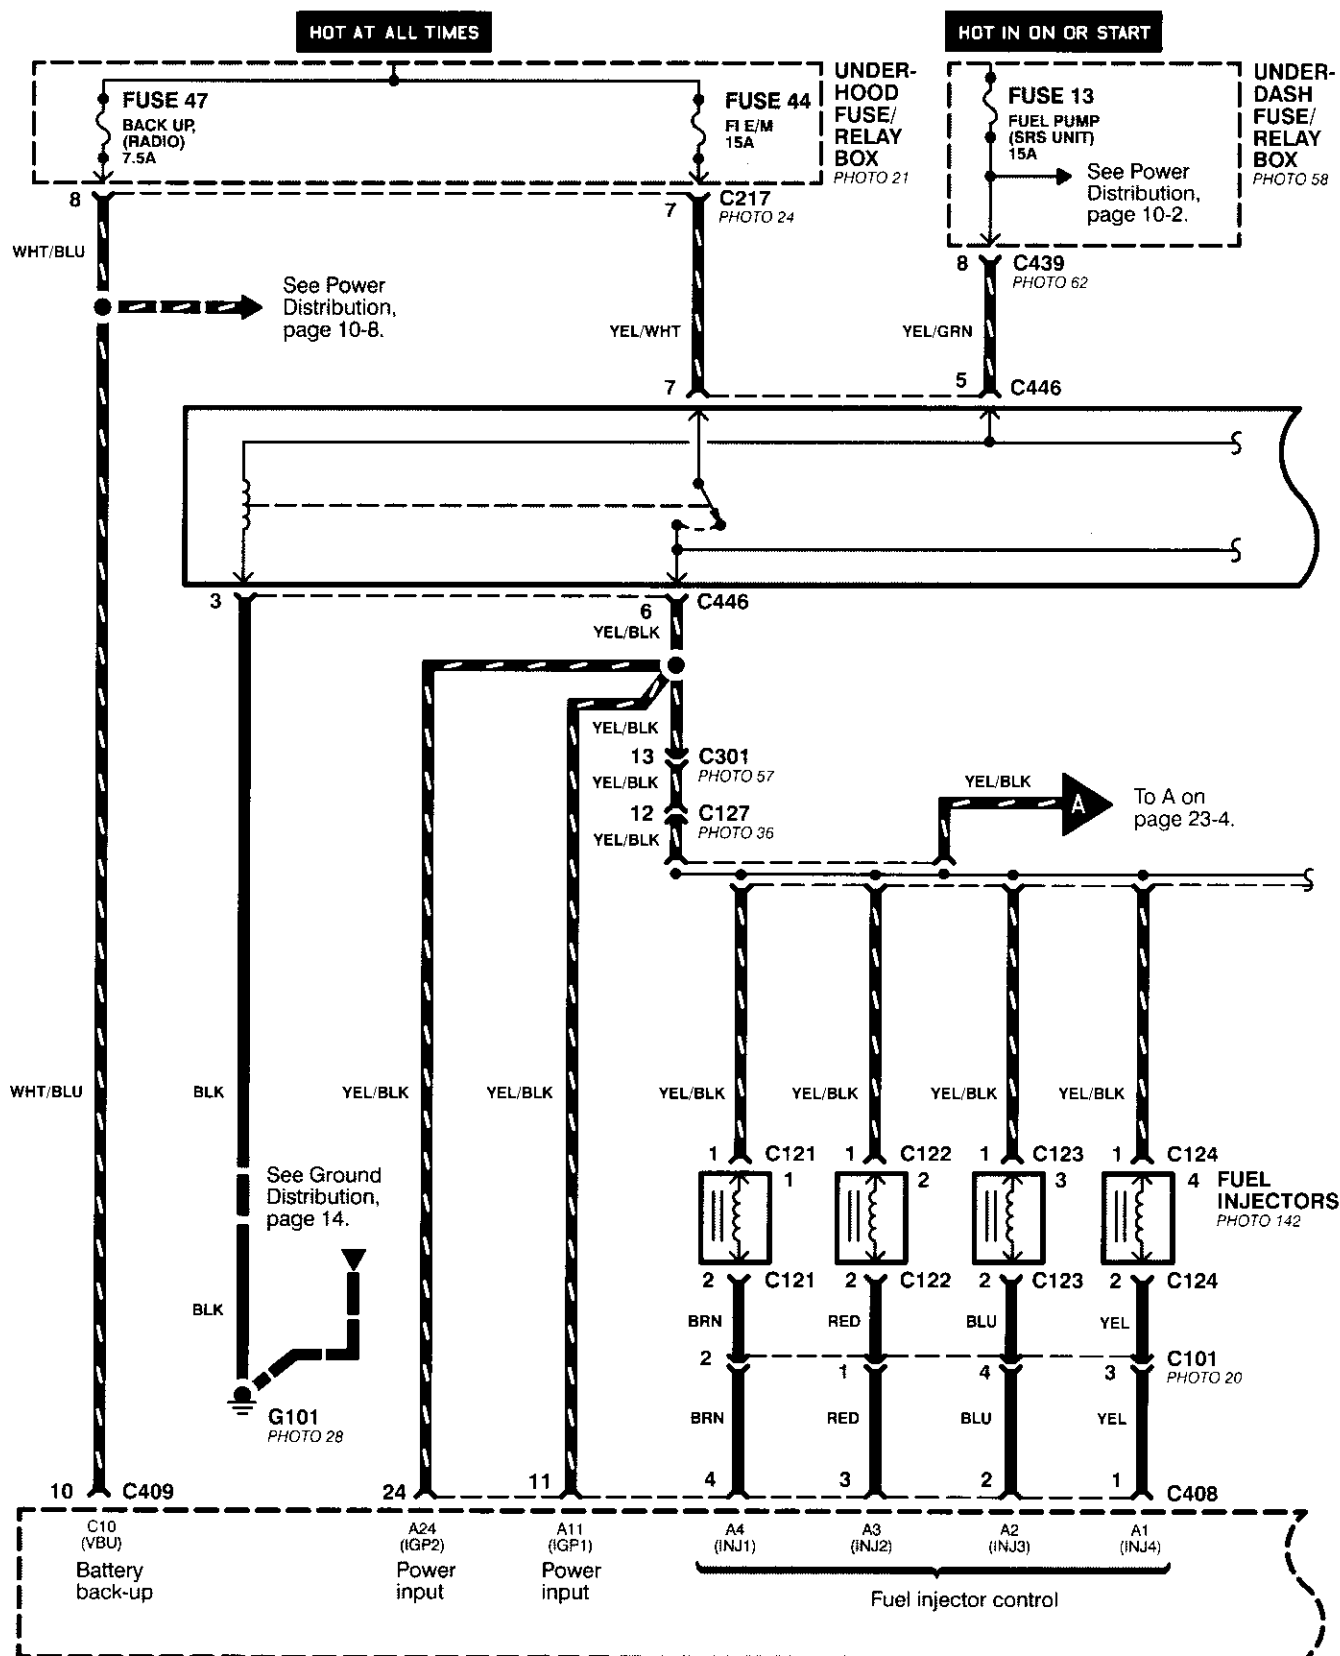 HOT AT ALL TIMES
HOT IN ON OR START
FUSE 47
BACK UP,
(RADIO)
7.5A
FUSE 44
FI E/M
15A
UNDER-
HOOD
FUSE/
RELAY
BOX
PHOTO 21
FUSE 13
FUEL PUMP
(SRS UNIT)
15A
See Power
Distribution,
page 10-2.
UNDER-
DASH
FUSE/
RELAY
BOX
PHOTO 58
8
7
C217
PHOTO 24
WHT/BLU
8
C439
PHOTO 62
See Power
Distribution,
page 10-8.
YEL/WHT
YEL/GRN
7
5
C446
3
6
C446
YEL/BLK
YEL/BLK
13
C301
PHOTO 57
YEL/BLK
12
C127
PHOTO 36
YEL/BLK
YEL/BLK
A
To A on
page 23-4.
WHT/BLU
BLK
YEL/BLK
YEL/BLK
YEL/BLK
YEL/BLK
YEL/BLK
YEL/BLK
1
C121
1
C122
1
C123
1
C124
1
2
3
4
FUEL
INJECTORS
PHOTO 142
See Ground
Distribution,
page 14.
2
C121
2
C122
2
C123
2
C124
BLK
BRN
RED
BLU
YEL
2
1
4
3
C101
PHOTO 20
G101
PHOTO 28
BRN
RED
BLU
YEL
10
C409
24
11
4
3
2
1
C408
C10
(VBU)
Battery
back-up
A24
(IGP2)
Power
input
A11
(IGP1)
Power
input
A4
(INJ1)
A3
(INJ2)
A2
(INJ3)
A1
(INJ4)
Fuel injector control